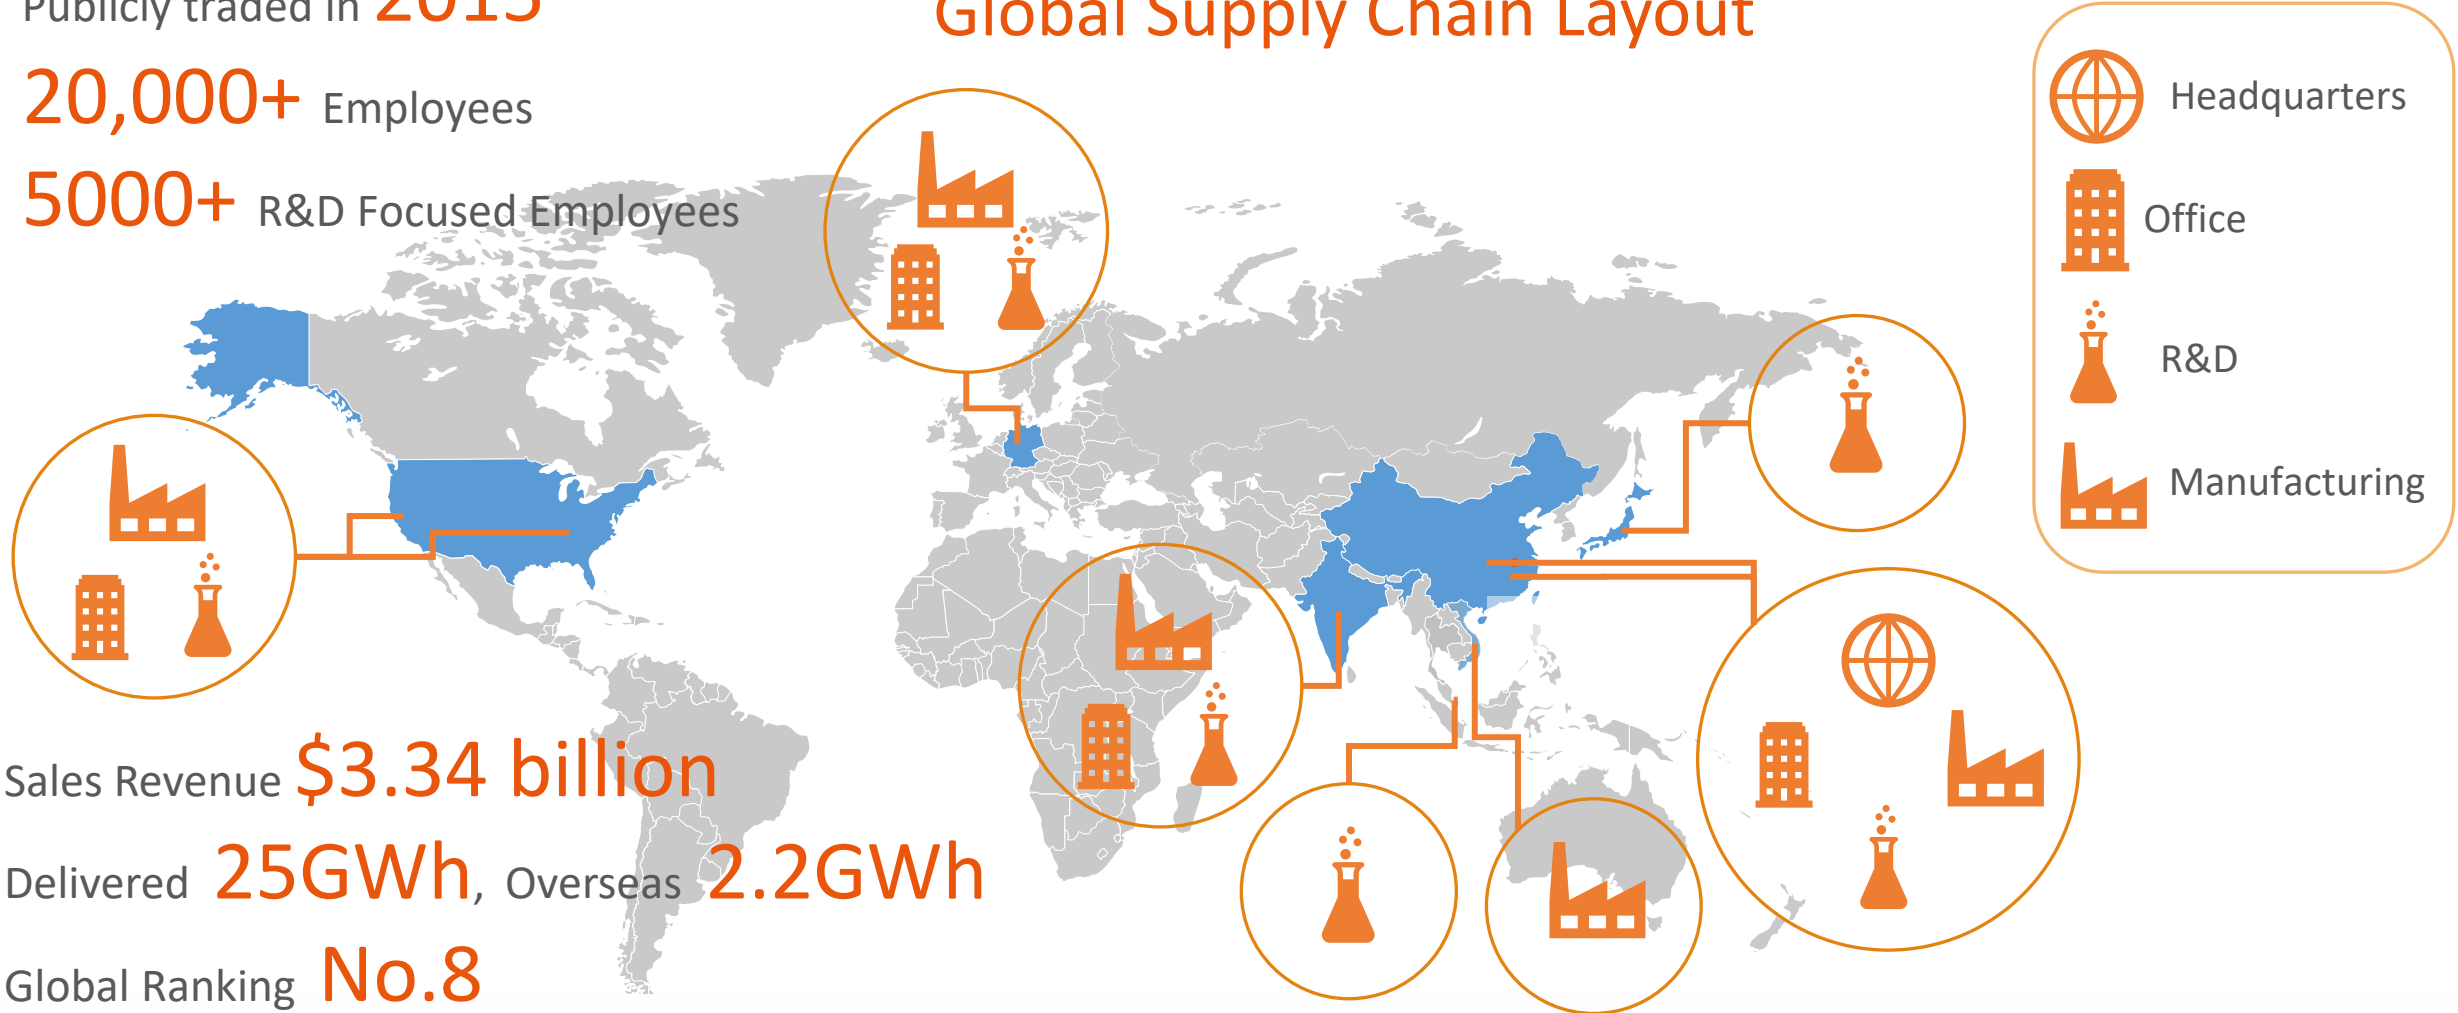 Publicly traded in 2015
20,000+ Employees
5000+ R&D Focused Employees
Global Supply Chain Layout
Headquarters
Office
R&D
Manufacturing
Sales Revenue $3.34 billion
Delivered 25GWh, Overseas 2.2GWh
Global Ranking No.8